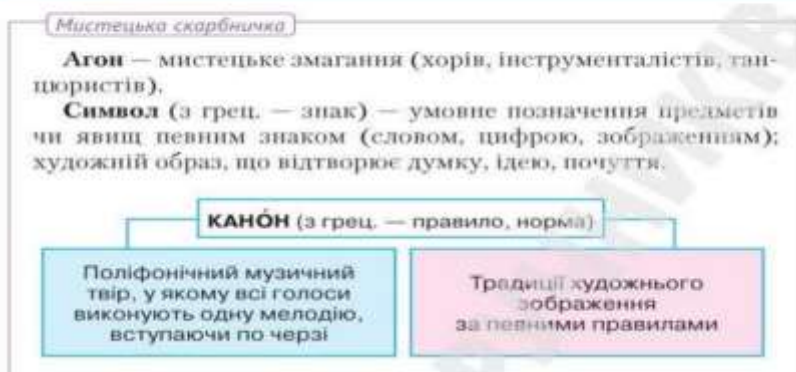 Мистецька скарбничка
Агон — мистецьке змагання (хорів, інструменталістів, тан-
цюристів).
Символ (з грец. — знак) — умовне позначення предметів
чи явищ певним знаком (словом, цифрою, зображенням);
художній образ, що відтворює думку, ідею, почуття.
КАНО́Н (з грец. — правило, норма)
Поліфонічний музичний
твір, у якому всі голоси
виконують одну мелодію,
вступаючи по черзі
Традиції художнього
зображення
за певними правилами